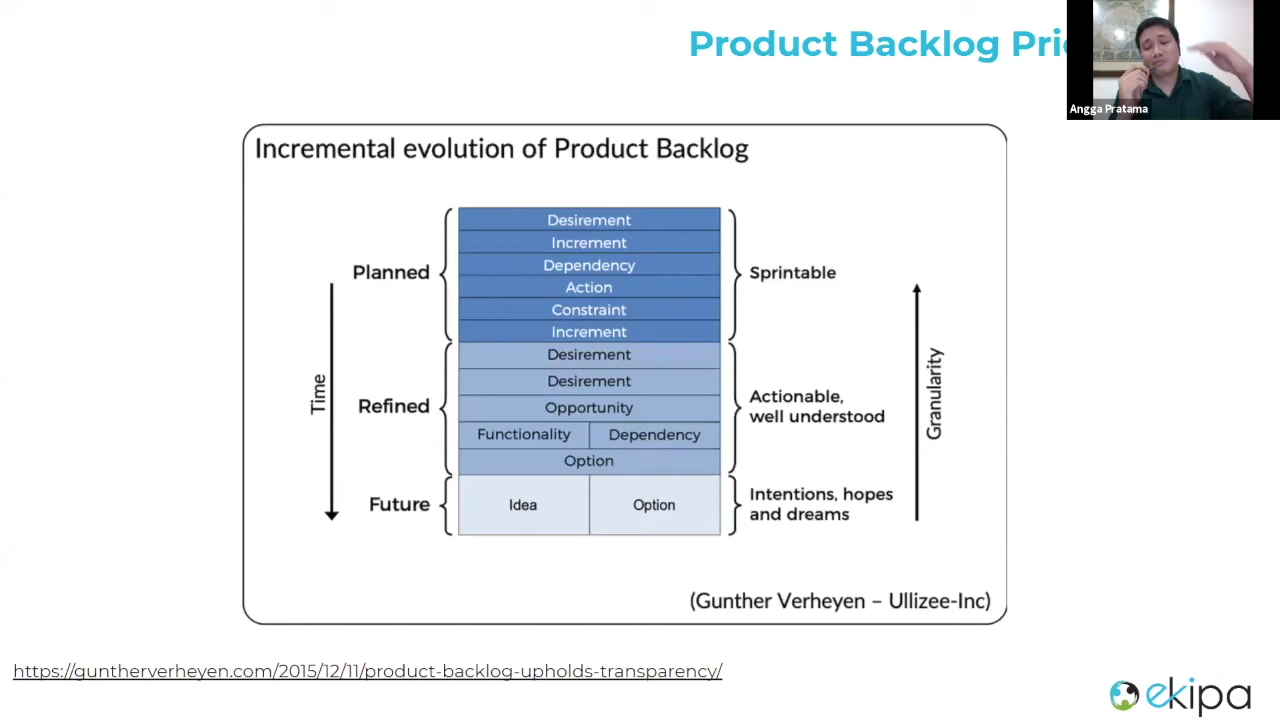 Product Backlog
Angga Pratama
Incremental evolution of Product Backlog
Planned
Refined
Future
Time
Desirement
Increment
Dependency
Action
Constraint
Increment
Desirement
Desirement
Opportunity
Functionality Dependency
Option
Idea Option
Sprintable
Actionable,
well understood
Intentions, hopes
and dreams
Granularity
(Gunther Verheyen – Ullizee-Inc)
https://guntherverheyen.com/2015/12/11/product-backlog-upholds-transparency/
ekipa